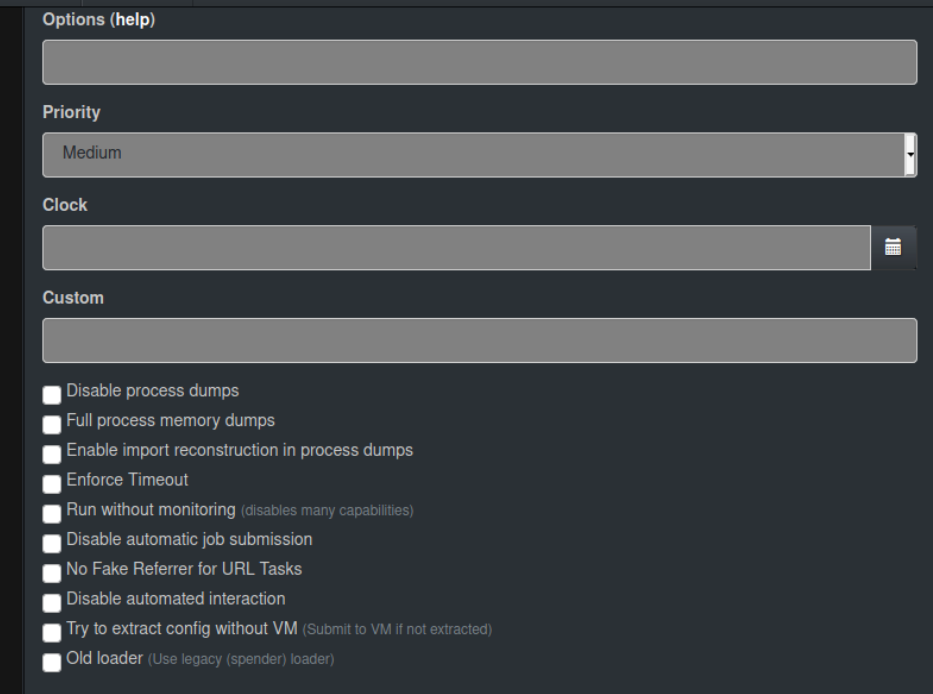 Options (help)
Priority
Medium
Clock
Custom
Disable process dumps
Full process memory dumps
Enable import reconstruction in process dumps
Enforce Timeout
Run without monitoring (disables many capabilities)
Disable automatic job submission
No Fake Referrer for URL Tasks
Disable automated interaction
Try to extract config without VM (Submit to VM if not extracted)
Old loader (Use legacy (spender) loader)